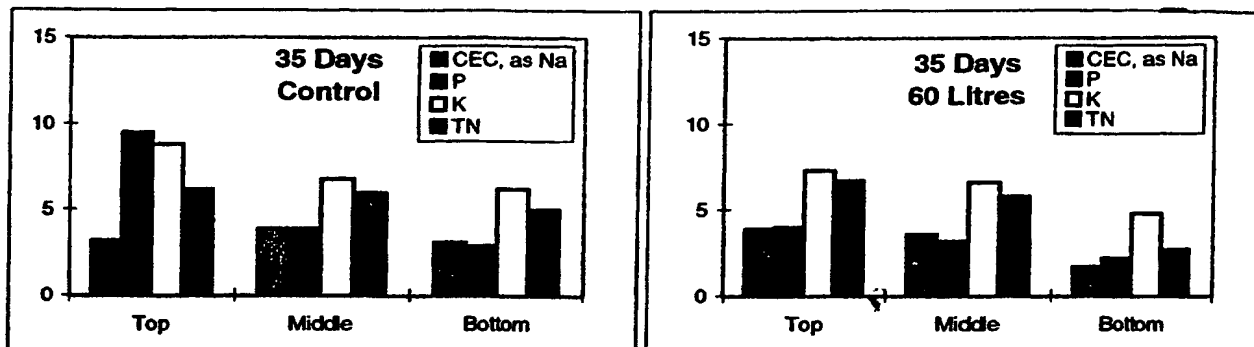 35 Days
Control
CEC, as Na
P
K
TN
15
10
5
0
Top Middle Bottom
35 Days
60 Litres
CEC, as Na
P
K
TN
15
10
5
0
Top Middle Bottom